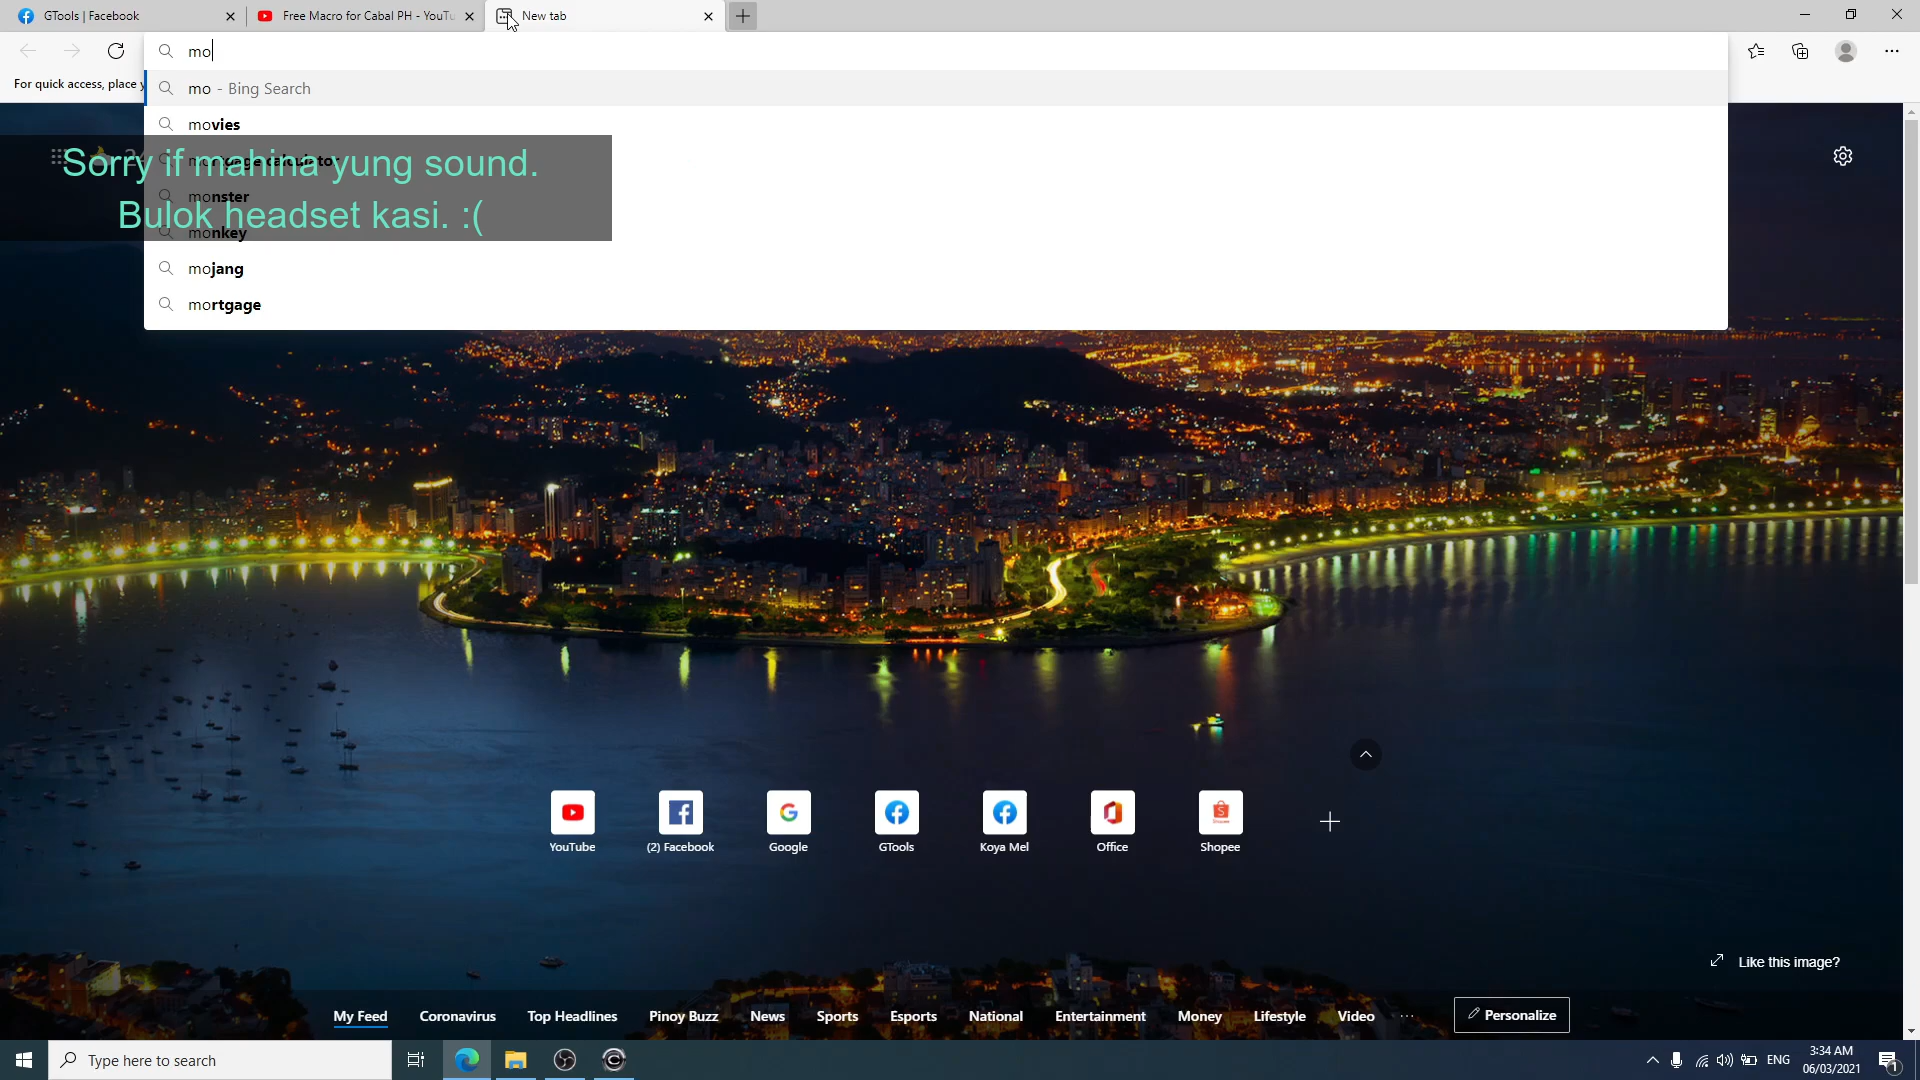 GTools | Facebook
Free Macro for Cabal PH - YouTu
New tab
mo
For quick access, place y
mo - Bing Search
movies
mortgage calculator
Sorry if mahina yung sound.
monster
Bulok headset kasi. :(
monkey
mojang
mortgage
YouTube
(2) Facebook
Google
GTools
Koya Mel
Office
Shopee
Like this image?
My Feed
Coronavirus
Top Headlines
Pinoy Buzz
News
Sports
Esports
National
Entertainment
Money
Lifestyle
Video
Personalize
Type here to search
ENG
3:34 AM
06/03/2021
1